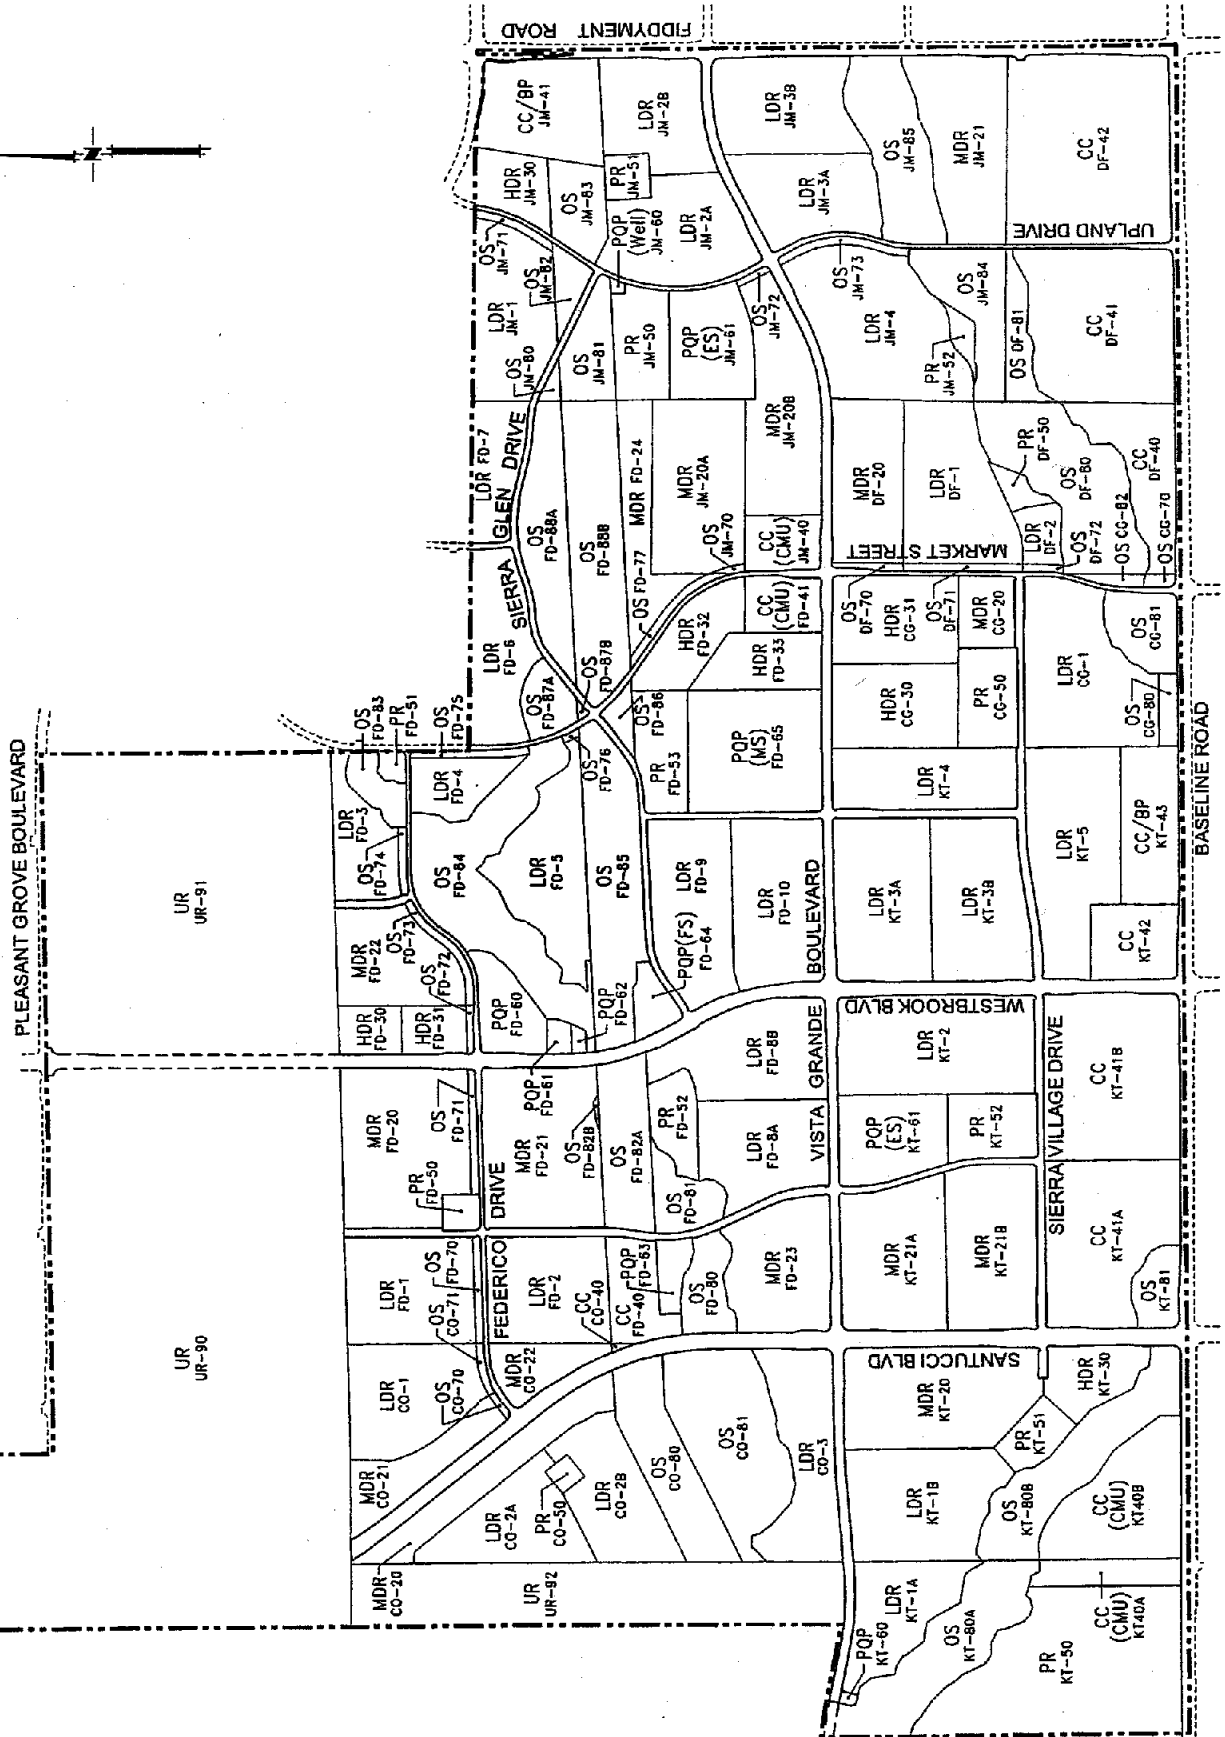 FIDDYMENT ROAD
CC/BP
JM-41
LDR
JM-2B
LDR
JM-3B
OS
JM-85
MDR
JM-21
CC
DF-42
HDR
JM-30
OS
JM-83
PR
JM-51
PQP
(Well)
JM-60
LDR
JM-2A
LDR
JM-3A
UPLAND DRIVE
OS
JM-71
LDR
JM-1
OS
JM-82
OS
JM-80
OS
JM-81
PR
JM-50
PQP
(ES)
JM-61
OS
JM-72
OS
JM-73
LDR
JM-4
PR
JM-52
OS
JM-84
OS DF-81
CC
DF-41
LDR FD-7
SIERRA GLEN DRIVE
OS
FD-88A
OS
FD-88B
MDR FD-24
MDR
JM-20A
MDR
JM-20B
OS
JM-70
CC
(CMU)
JM-40
MDR
DF-20
LDR
DF-1
PR
DF-50
OS
DF-80
CC
DF-40
LDR
DF-2
OS
DF-72
OS CG-82
OS CG-70
MARKET STREET
LDR
FD-6
OS FD-77
HDR
FD-32
CC
(CMU)
FD-41
HDR
FD-33
OS
DF-70
HDR
CG-31
OS
DF-71
MDR
CG-20
LDR
CG-1
OS
CG-81
OS
CG-80
OS
FD-87A
OS
FD-87B
OS
FD-86
HDR
CG-30
PR
CG-50
PLEASANT GROVE BOULEVARD
OS
FD-83
PR
FD-51
OS
FD-75
OS
FD-76
PR
FD-53
PQP
(MS)
FD-65
LDR
KT-4
BASELINE ROAD
UR
UR-91
LDR
FD-3
OS
FD-74
LDR
FD-4
OS
FD-84
LDR
FD-5
OS
FD-85
LDR
FD-9
LDR
FD-10
LDR
KT-3A
LDR
KT-3B
LDR
KT-5
CC/BP
KT-43
CC
KT-42
MDR
FD-22
OS
FD-73
OS
FD-72
HDR
FD-30
HDR
FD-31
PQP
FD-60
PQP
FD-61
PQP
FD-62
PQP(FS)
FD-64
VISTA GRANDE BOULEVARD
WESTBROOK BLVD
MDR
FD-20
OS
FD-71
PR
FD-50
MDR
FD-21
OS
FD-82B
OS
FD-82A
PR
FD-52
LDR
FD-8B
LDR
FD-8A
OS
FD-81
LDR
KT-2
PQP
(ES)
KT-61
PR
KT-52
CC
KT-41B
SIERRA VILLAGE DRIVE
FEDERICO DRIVE
UR
UR-90
LDR
FD-1
OS
FD-70
OS
CO-71
LDR
FD-2
CC
CO-40
CC
FD-40
PQP
FD-63
OS
FD-80
MDR
FD-23
MDR
KT-21A
MDR
KT-21B
CC
KT-41A
OS
KT-81
LDR
CO-1
OS
CO-70
MDR
CO-22
SANTUCCI BLVD
MDR
CO-21
LDR
CO-2A
PR
CO-50
LDR
CO-2B
OS
CO-80
OS
CO-81
LDR
CO-3
MDR
KT-20
PR
KT-51
HDR
KT-30
LDR
KT-1B
OS
KT-80B
CC
(CMU)
KT40B
MDR
CO-20
UR
UR-92
PQP
KT-60
LDR
KT-1A
OS
KT-80A
PR
KT-50
CC
(CMU)
KT40A